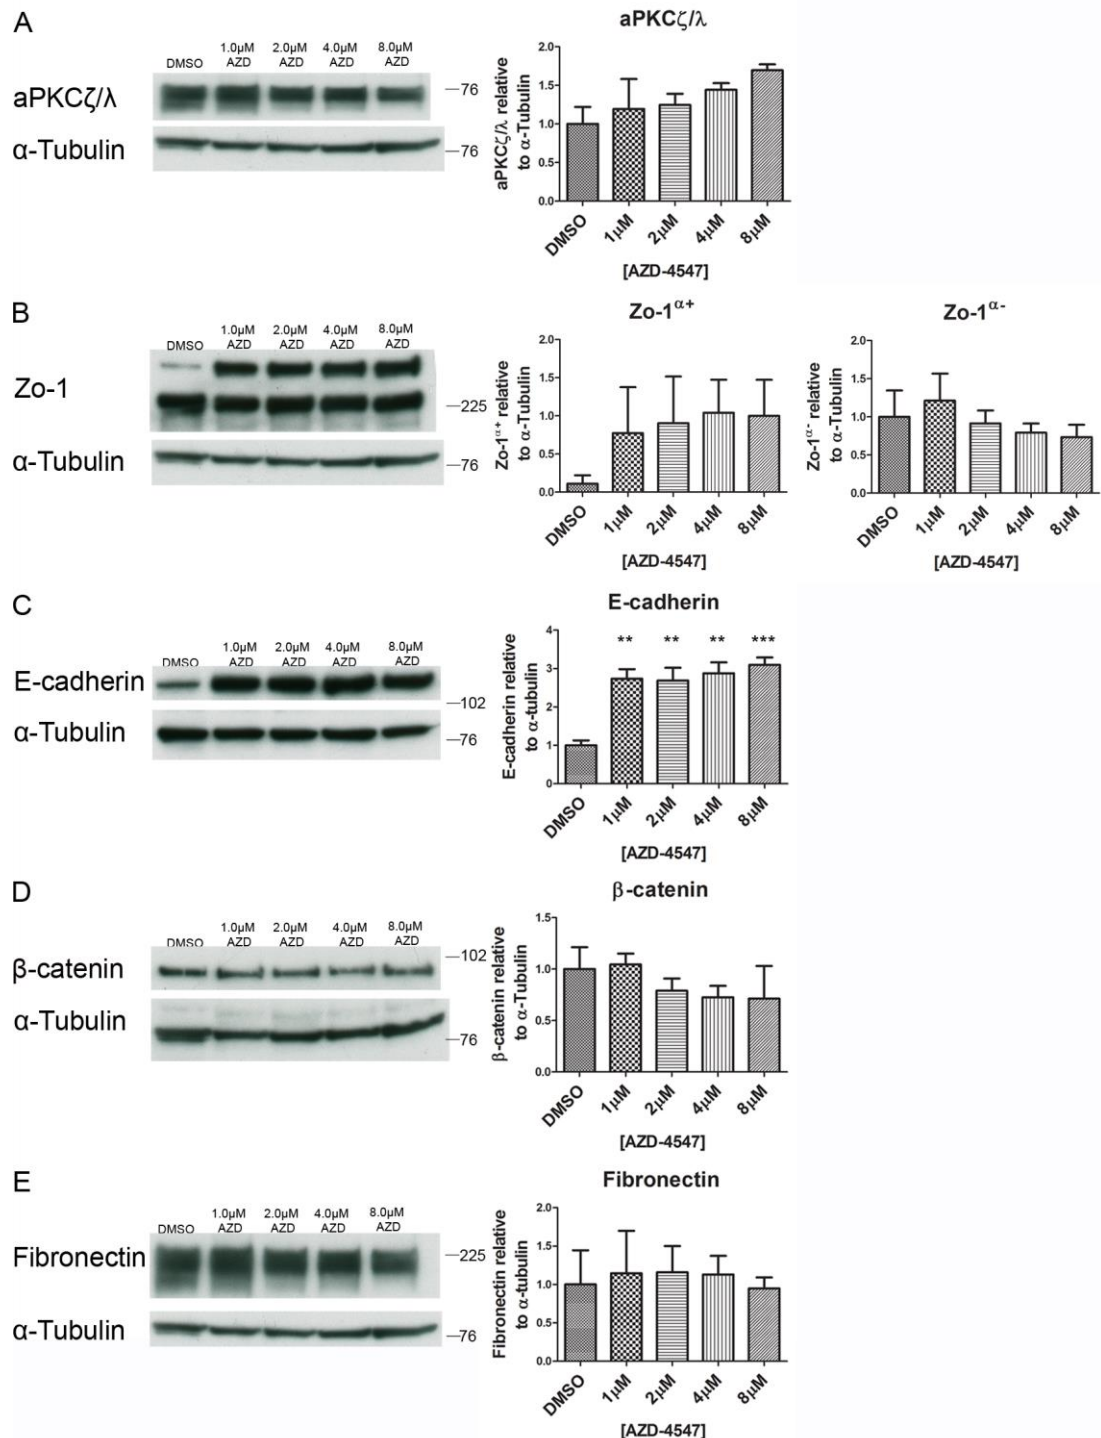 A
DMSO 1.0μM AZD 2.0μM AZD 4.0μM AZD 8.0μM AZD
aPKCζ/λ
—76
α-Tubulin
—76
aPKCζ/λ
aPKCζ/λ relative
to α-Tubulin
2.0
1.5
1.0
0.5
0.0
DMSO 1μM 2μM 4μM 8μM
[AZD-4547]
B
DMSO 1.0μM AZD 2.0μM AZD 4.0μM AZD 8.0μM AZD
Zo-1
—225
α-Tubulin
—76
Zo-1α+
Zo-1α+ relative
to α-Tubulin
2.0
1.5
1.0
0.5
0.0
DMSO 1μM 2μM 4μM 8μM
[AZD-4547]
Zo-1α-
Zo-1α- relative
to α-Tubulin
2.0
1.5
1.0
0.5
0.0
DMSO 1μM 2μM 4μM 8μM
[AZD-4547]
C
DMSO 1.0μM AZD 2.0μM AZD 4.0μM AZD 8.0μM AZD
E-cadherin
—102
α-Tubulin
—76
E-cadherin
E-cadherin relative
to α-tubulin
4
3
2
1
0
** ** ** ***
DMSO 1μM 2μM 4μM 8μM
[AZD-4547]
D
DMSO 1.0μM AZD 2.0μM AZD 4.0μM AZD 8.0μM AZD
β-catenin
—102
α-Tubulin
—76
β-catenin
β-catenin relative
to α-Tubulin
1.5
1.0
0.5
0.0
DMSO 1μM 2μM 4μM 8μM
[AZD-4547]
E
DMSO 1.0μM AZD 2.0μM AZD 4.0μM AZD 8.0μM AZD
Fibronectin
—225
α-Tubulin
—76
Fibronectin
Fibronectin relative
to α-tubulin
2.0
1.5
1.0
0.5
0.0
DMSO 1μM 2μM 4μM 8μM
[AZD-4547]